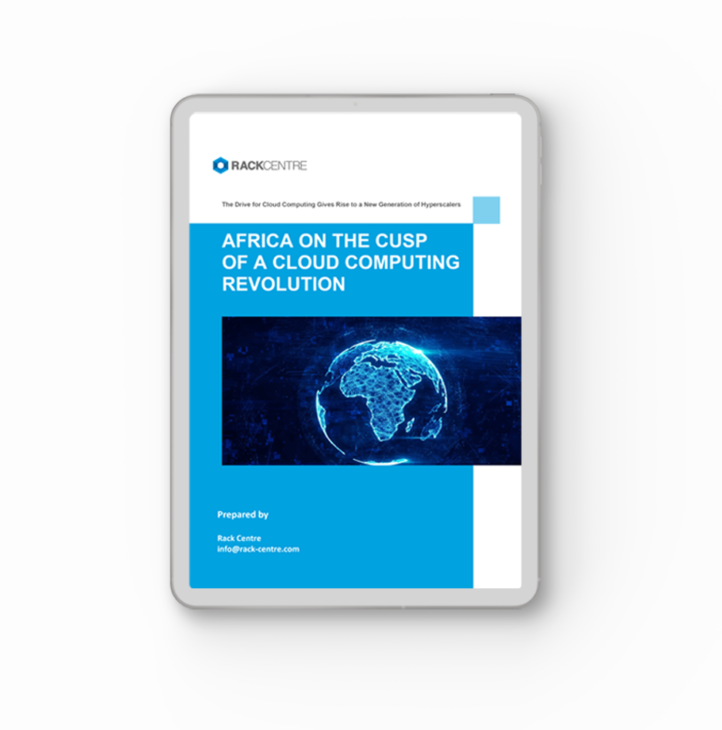 RACKCENTRE
The Drive for Cloud Computing Gives Rise to a New Generation of Hyperscalers
AFRICA ON THE CUSP
OF A CLOUD COMPUTING
REVOLUTION
Prepared by
Rack Centre
info@rack-centre.com